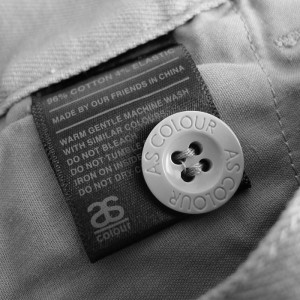 96% COTTON 4% ELASTIC
MADE BY OUR FRIENDS IN CHINA
WARM GENTLE MACHINE WASH
WITH SIMILAR COLOURS
DO NOT BLEACH
DO NOT TUMBLE
IRON ON INSIDE
DO NOT DRY
as
colour
AS COLOUR
AS COLOUR